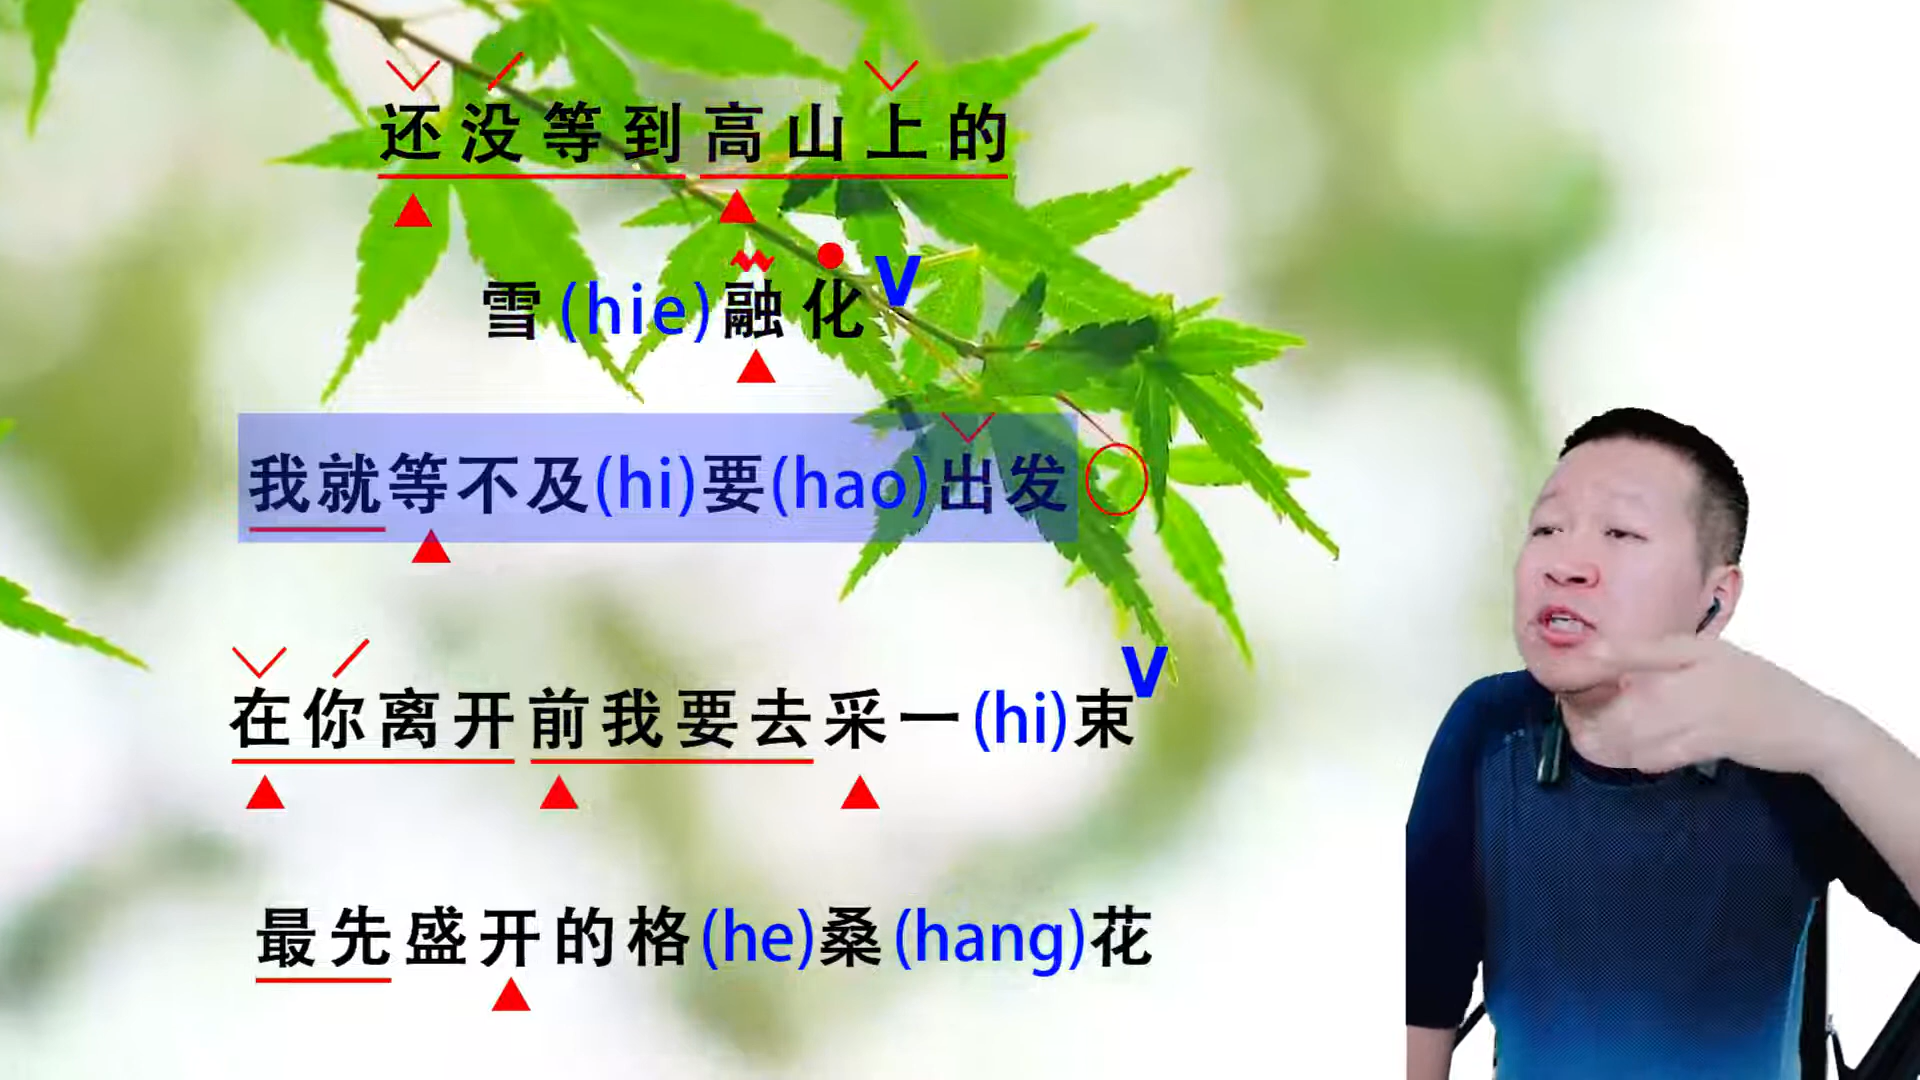 还没等到高山上的
雪(hie)融化V
我就等不及(hi)要(hao)出发
在你离开前我要去采一(hi)束V
最先盛开的格(he)桑(hang)花